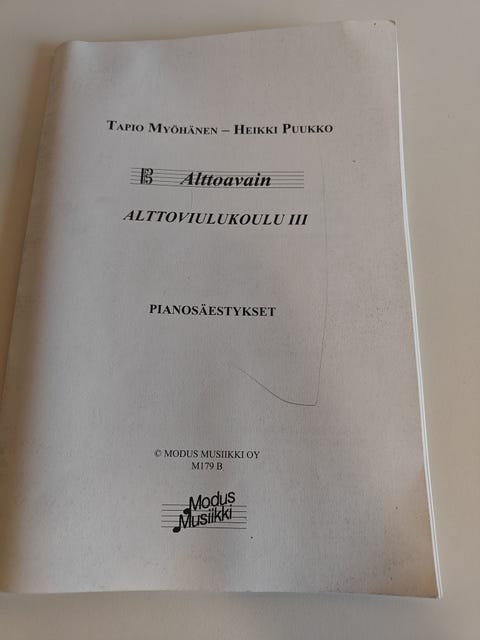 TAPIO MYÖHÄNEN – HEIKKI PUUKKO
Alttoavain
ALTTOVIULUKOULU III
PIANOSÄESTYKSET
© MODUS MUSIIKKI OY
M179 B
Modus
Musiikki